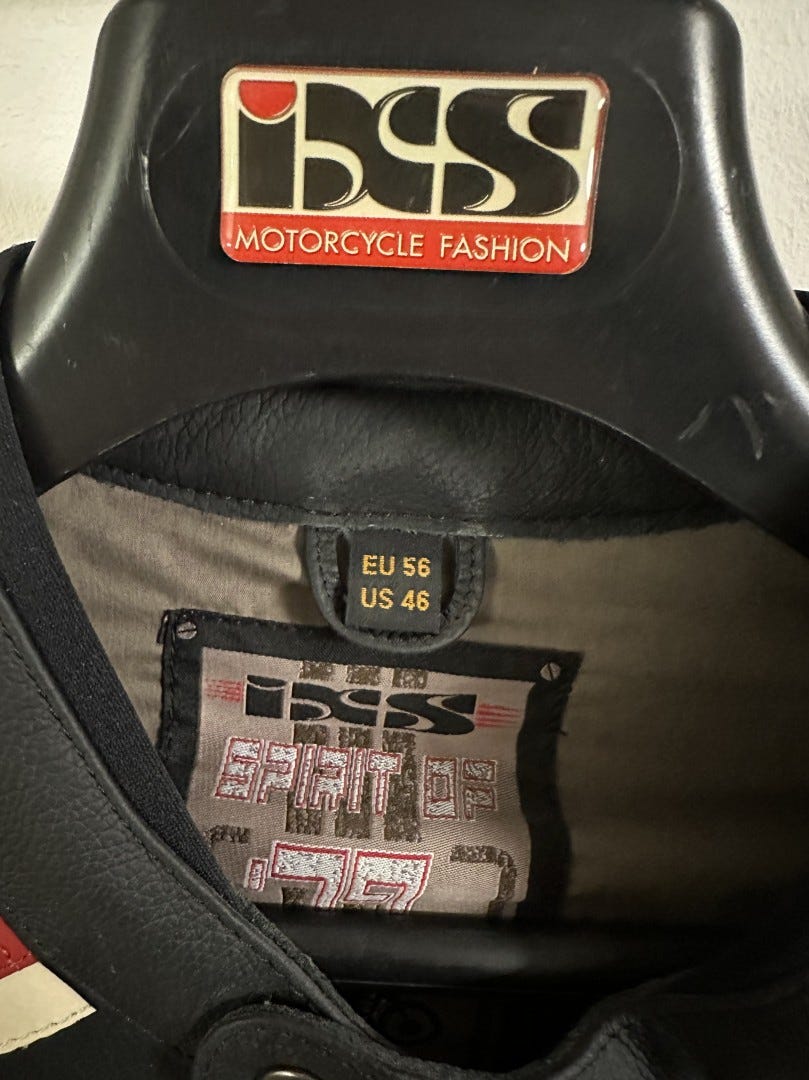 iXS
MOTORCYCLE FASHION
EU 56
US 46
iXS
SPIRIT OF
'77